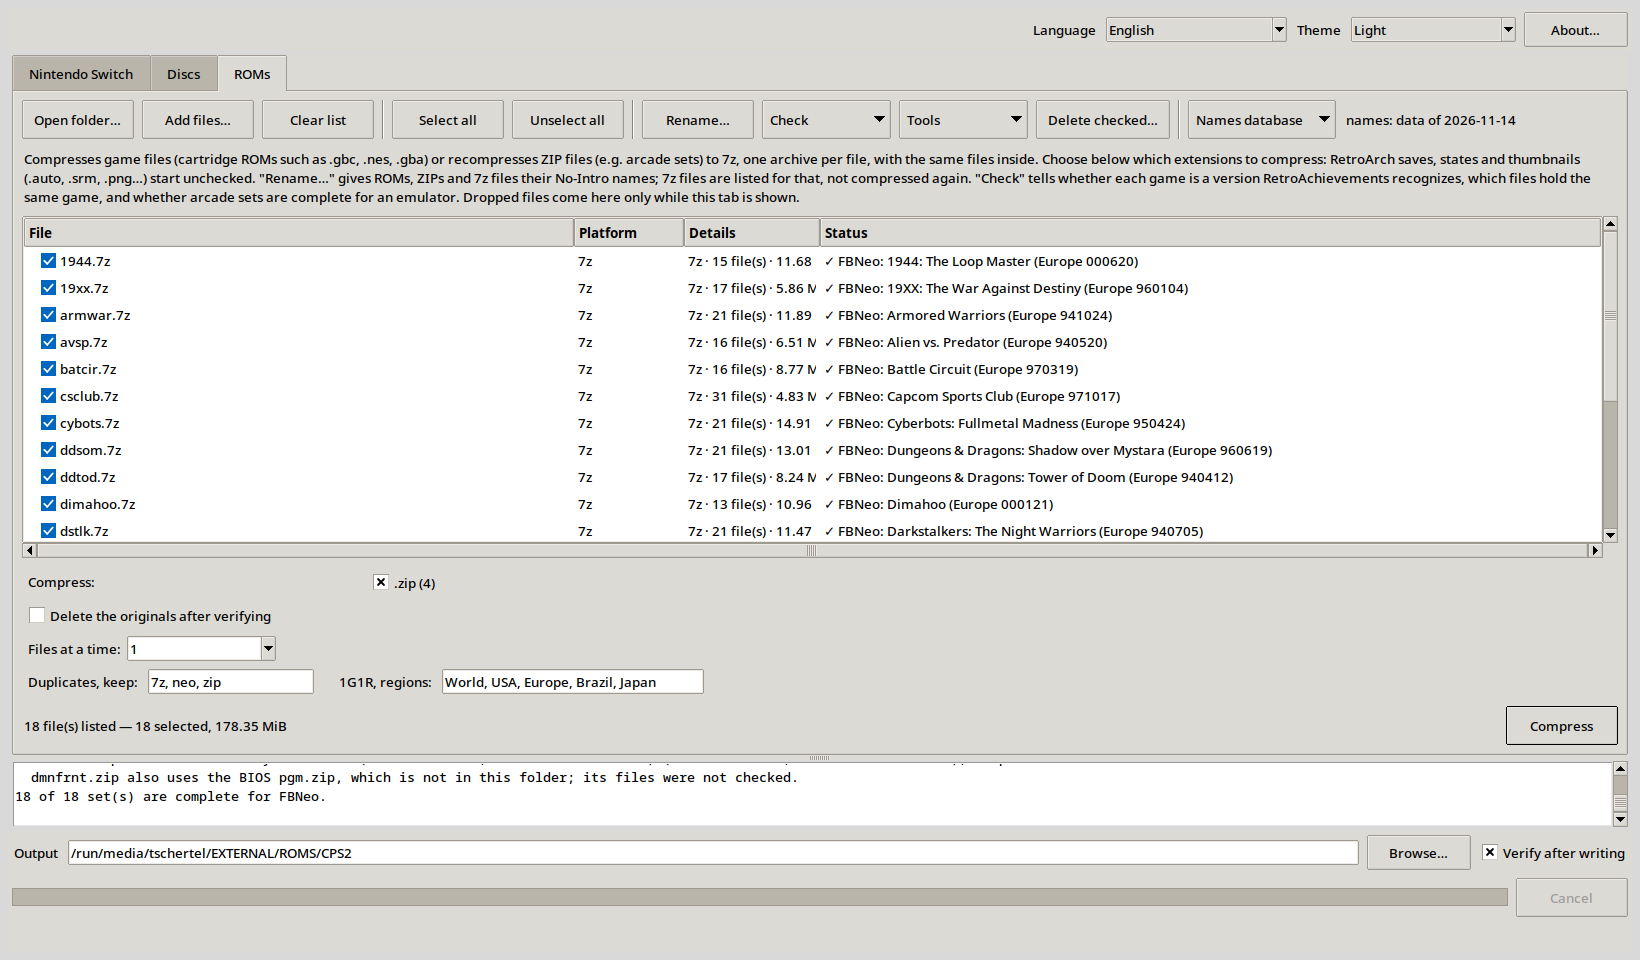 Language English Theme Light About...
Nintendo Switch Discs ROMs
Open folder... Add files... Clear list Select all Unselect all Rename... Check Tools Delete checked... Names database names: data of 2026-11-14
Compresses game files (cartridge ROMs such as .gbc, .nes, .gba) or recompresses ZIP files (e.g. arcade sets) to 7z, one archive per file, with the same files inside. Choose below which extensions to compress: RetroArch saves, states and thumbnails
(.auto, .srm, .png...) start unchecked. "Rename..." gives ROMs, ZIPs and 7z files their No-Intro names; 7z files are listed for that, not compressed again. "Check" tells whether each game is a version RetroAchievements recognizes, which files hold the
same game, and whether arcade sets are complete for an emulator. Dropped files come here only while this tab is shown.
File Platform Details Status
1944.7z 7z 7z · 15 file(s) · 11.68 ✓ FBNeo: 1944: The Loop Master (Europe 000620)
19xx.7z 7z 7z · 17 file(s) · 5.86 M ✓ FBNeo: 19XX: The War Against Destiny (Europe 960104)
armwar.7z 7z 7z · 21 file(s) · 11.89 ✓ FBNeo: Armored Warriors (Europe 941024)
avsp.7z 7z 7z · 16 file(s) · 6.51 M ✓ FBNeo: Alien vs. Predator (Europe 940520)
batcir.7z 7z 7z · 16 file(s) · 8.77 M ✓ FBNeo: Battle Circuit (Europe 970319)
csclub.7z 7z 7z · 31 file(s) · 4.83 M ✓ FBNeo: Capcom Sports Club (Europe 971017)
cybots.7z 7z 7z · 21 file(s) · 14.91 ✓ FBNeo: Cyberbots: Fullmetal Madness (Europe 950424)
ddsom.7z 7z 7z · 21 file(s) · 13.01 ✓ FBNeo: Dungeons & Dragons: Shadow over Mystara (Europe 960619)
ddtod.7z 7z 7z · 17 file(s) · 8.24 M ✓ FBNeo: Dungeons & Dragons: Tower of Doom (Europe 940412)
dimahoo.7z 7z 7z · 13 file(s) · 10.96 ✓ FBNeo: Dimahoo (Europe 000121)
dstlk.7z 7z 7z · 21 file(s) · 11.47 ✓ FBNeo: Darkstalkers: The Night Warriors (Europe 940705)
Compress: .zip (4)
Delete the originals after verifying
Files at a time: 1
Duplicates, keep: 7z, neo, zip 1G1R, regions: World, USA, Europe, Brazil, Japan
18 file(s) listed — 18 selected, 178.35 MiB Compress
dmnfrnt.zip also uses the BIOS pgm.zip, which is not in this folder; its files were not checked.
18 of 18 set(s) are complete for FBNeo.
Output /run/media/tschertel/EXTERNAL/ROMS/CPS2 Browse... Verify after writing
Cancel